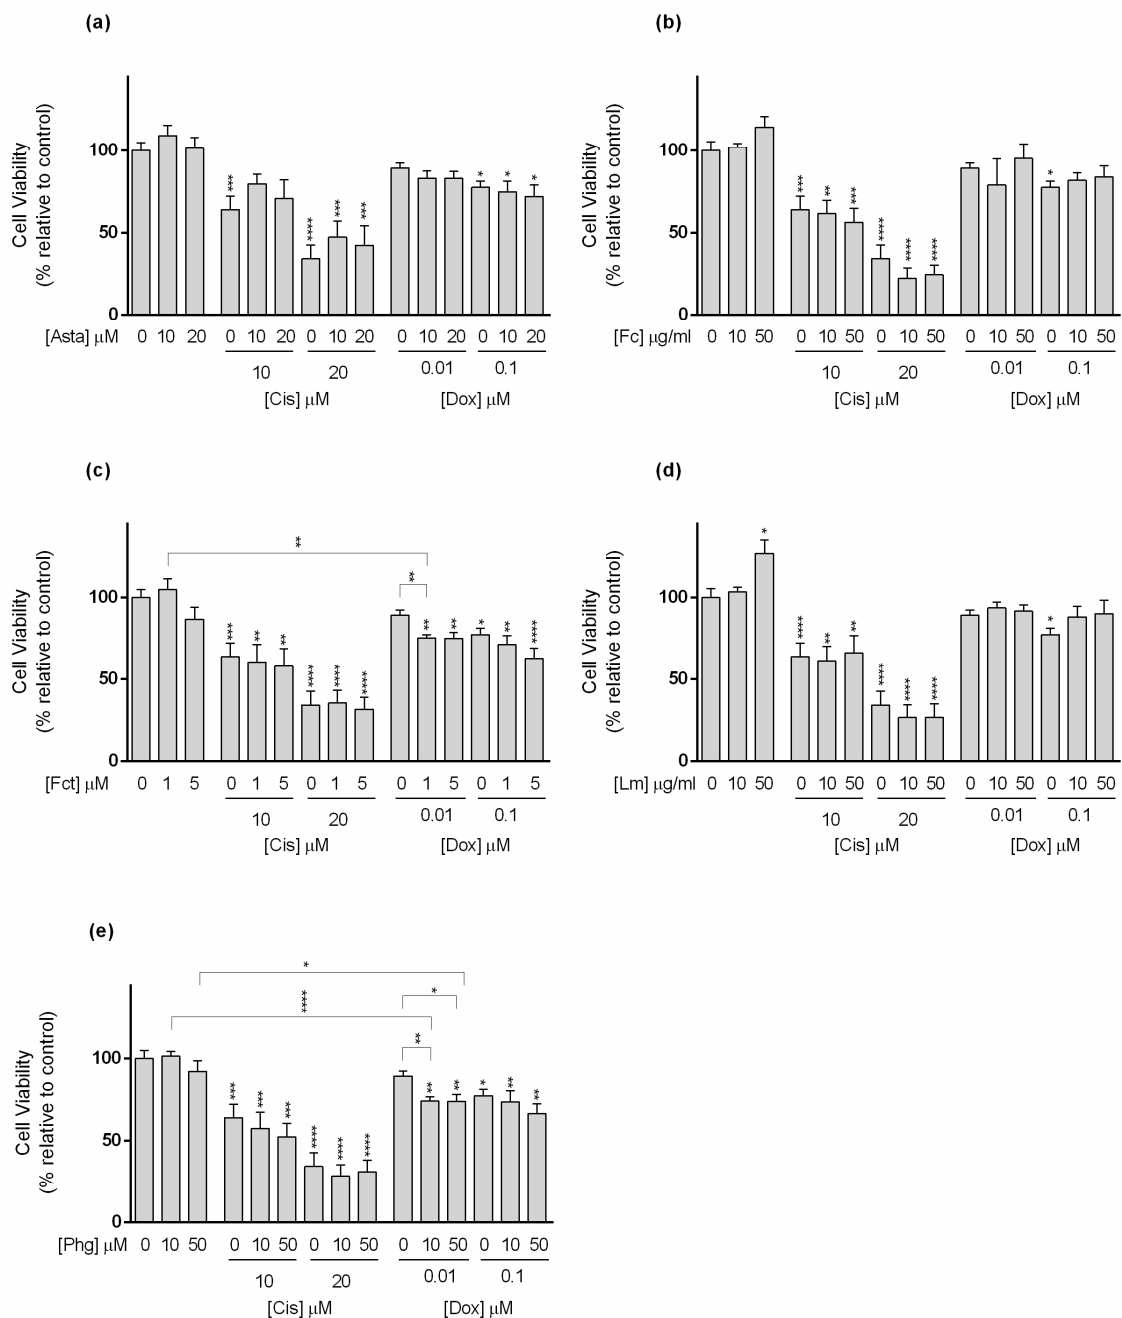 (a)
Cell Viability
(% relative to control)
100
50
0
*** **** *** *** * * *
[Asta] μM 0 10 20 0 10 20 0 10 20 0 10 20 0 10 20
10 20 0.01 0.1
[Cis] μM [Dox] μM
(b)
Cell Viability
(% relative to control)
100
50
0
*** ** *** **** **** **** *
[Fc] μg/ml 0 10 50 0 10 50 0 10 50 0 10 50 0 10 50
10 20 0.01 0.1
[Cis] μM [Dox] μM
(c)
Cell Viability
(% relative to control)
100
50
0
**
**
*** ** ** **** **** **** ** ** * ** ****
[Fct] μM 0 1 5 0 1 5 0 1 5 0 1 5 0 1 5
10 20 0.01 0.1
[Cis] μM [Dox] μM
(d)
Cell Viability
(% relative to control)
100
50
0
* **** ** ** **** **** **** *
[Lm] μg/ml 0 10 50 0 10 50 0 10 50 0 10 50 0 10 50
10 20 0.01 0.1
[Cis] μM [Dox] μM
(e)
Cell Viability
(% relative to control)
100
50
0
*
*
****
**
*** *** *** **** **** **** ** ** * ** **
[Phg] μM 0 10 50 0 10 50 0 10 50 0 10 50 0 10 50
10 20 0.01 0.1
[Cis] μM [Dox] μM